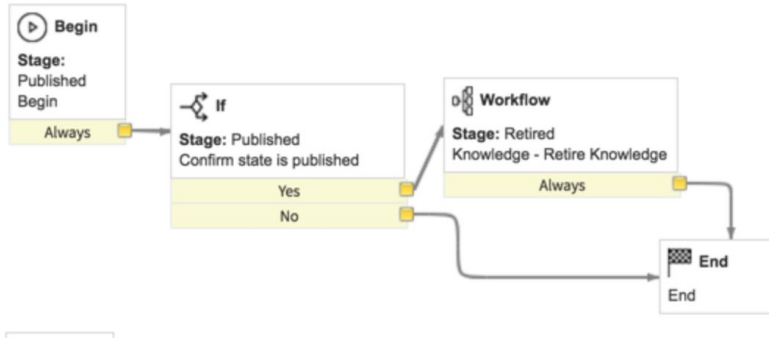 Begin
Stage:
Published
Begin
Always
If
Stage: Published
Confirm state is published
Yes
No
Workflow
Stage: Retired
Knowledge - Retire Knowledge
Always
End
End